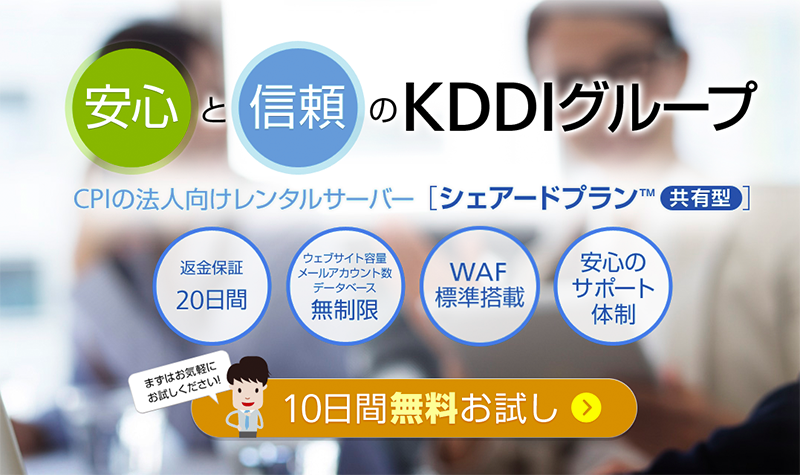 安心と信頼のKDDIグループ
CPIの法人向けレンタルサーバー［シェアードプラン™ 共有型］
返金保証
20日間
ウェブサイト容量
メールアカウント数
データベース
無制限
WAF
標準搭載
安心の
サポート
体制
まずはお気軽に
お試しください!
10日間無料お試し